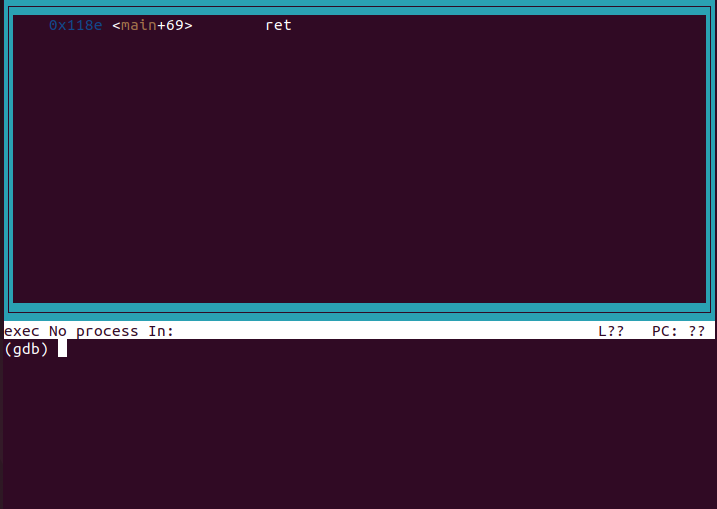 0x118e <main+69> ret
exec No process In: L?? PC: ??
(gdb)